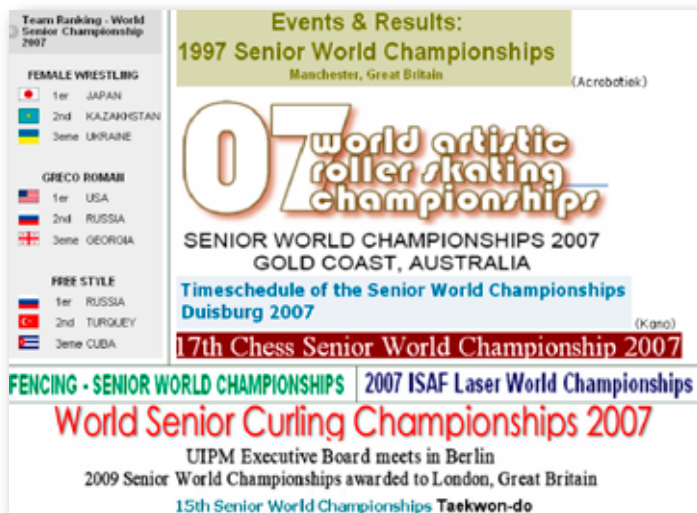 Team Ranking - World
Senior Championship
2007
FEMALE WRESTLING
1er JAPAN
2nd KAZAKHSTAN
3eme UKRAINE
GRECO ROMAN
1er USA
2nd RUSSIA
3eme GEORGIA
FREE STYLE
1er RUSSIA
2nd TURQUEY
3eme CUBA
Events & Results:
1997 Senior World Championships
Manchester, Great Britain
(Acrobatiek)
07 world artistic
roller skating
championships
SENIOR WORLD CHAMPIONSHIPS 2007
GOLD COAST, AUSTRALIA
Timeschedule of the Senior World Championships
Duisburg 2007
(Kano)
17th Chess Senior World Championship 2007
FENCING - SENIOR WORLD CHAMPIONSHIPS
2007 ISAF Laser World Championships
World Senior Curling Championships 2007
UIPM Executive Board meets in Berlin
2009 Senior World Championships awarded to London, Great Britain
15th Senior World Championships Taekwon-do